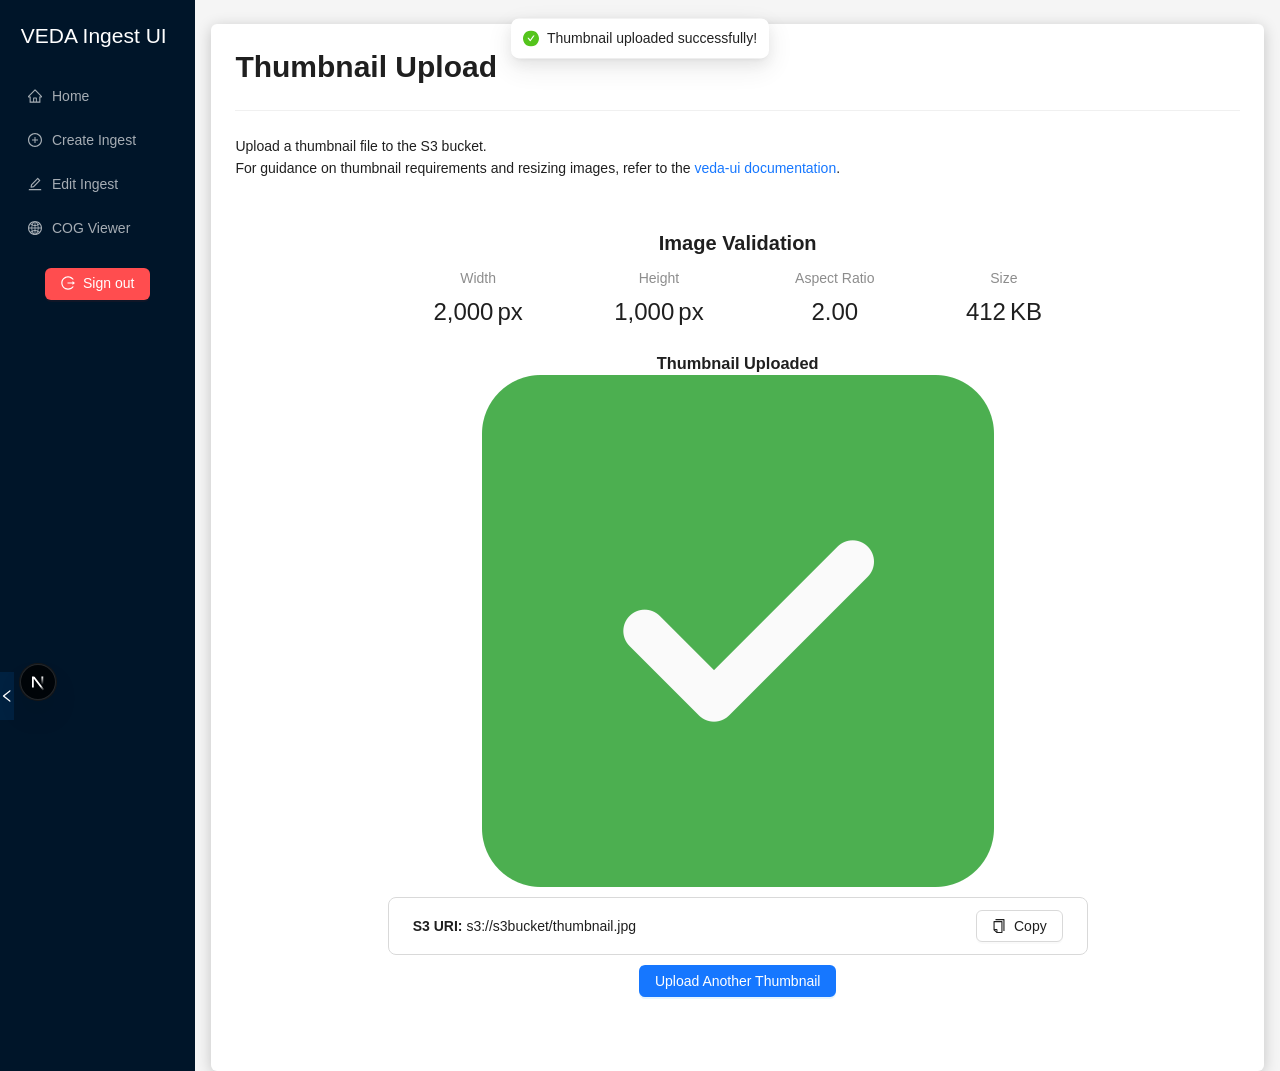 VEDA Ingest UI
Home
Create Ingest
Edit Ingest
COG Viewer
Sign out
N
Thumbnail uploaded successfully!
Thumbnail Upload
Upload a thumbnail file to the S3 bucket.
For guidance on thumbnail requirements and resizing images, refer to the veda-ui documentation.
Image Validation
Width Height Aspect Ratio Size
2,000 px 1,000 px 2.00 412 KB
Thumbnail Uploaded
S3 URI: s3://s3bucket/thumbnail.jpg Copy
Upload Another Thumbnail